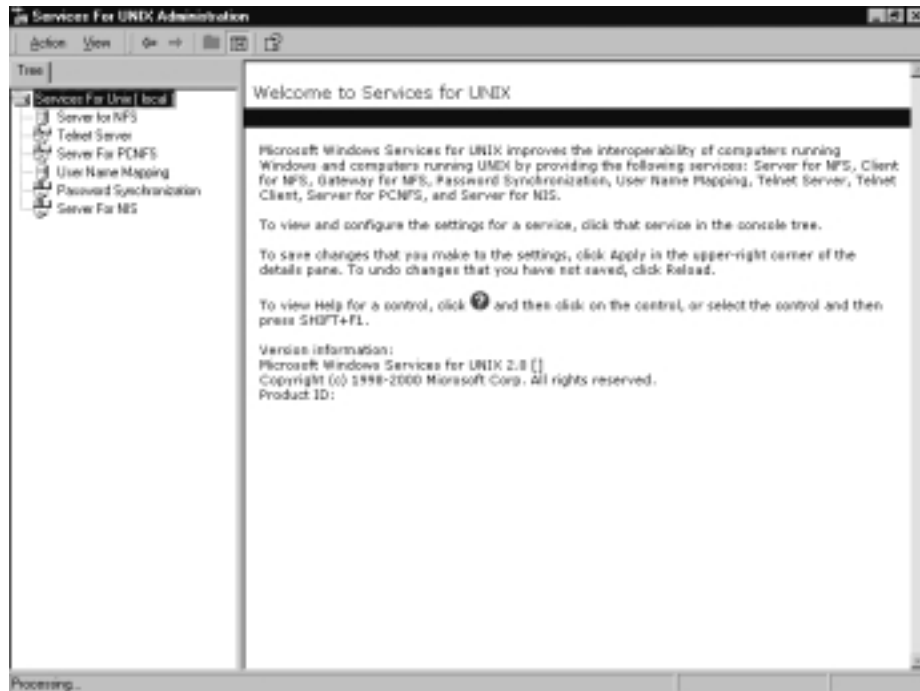 Services For UNIX Administration
Action View
Tree
Services For Unix [ local ]
Server for NFS
Telnet Server
Server For PCNFS
User Name Mapping
Password Synchronization
Server For NIS
Welcome to Services for UNIX
Microsoft Windows Services for UNIX improves the interoperability of computers running
Windows and computers running UNIX by providing the following services: Server for NFS, Client
for NFS, Gateway for NFS, Password Synchronization, User Name Mapping, Telnet Server, Telnet
Client, Server for PCNFS, and Server for NIS.
To view and configure the settings for a service, click that service in the console tree.
To save changes that you make to the settings, click Apply in the upper-right corner of the
details pane. To undo changes that you have not saved, click Reload.
To view Help for a control, click ? and then click on the control, or select the control and then
press SHIFT+F1.
Version information:
Microsoft Windows Services for UNIX 2.0 []
Copyright (c) 1998-2000 Microsoft Corp. All rights reserved.
Product ID:
Processing...